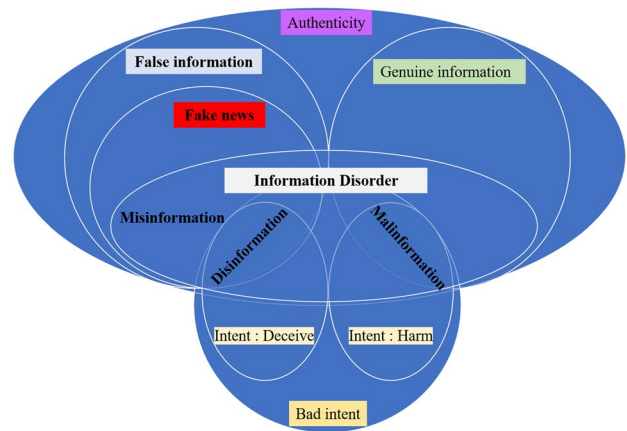 Authenticity
False information
Genuine information
Fake news
Information Disorder
Misinformation
Disinformation
Malinformation
Intent : Deceive
Intent : Harm
Bad intent